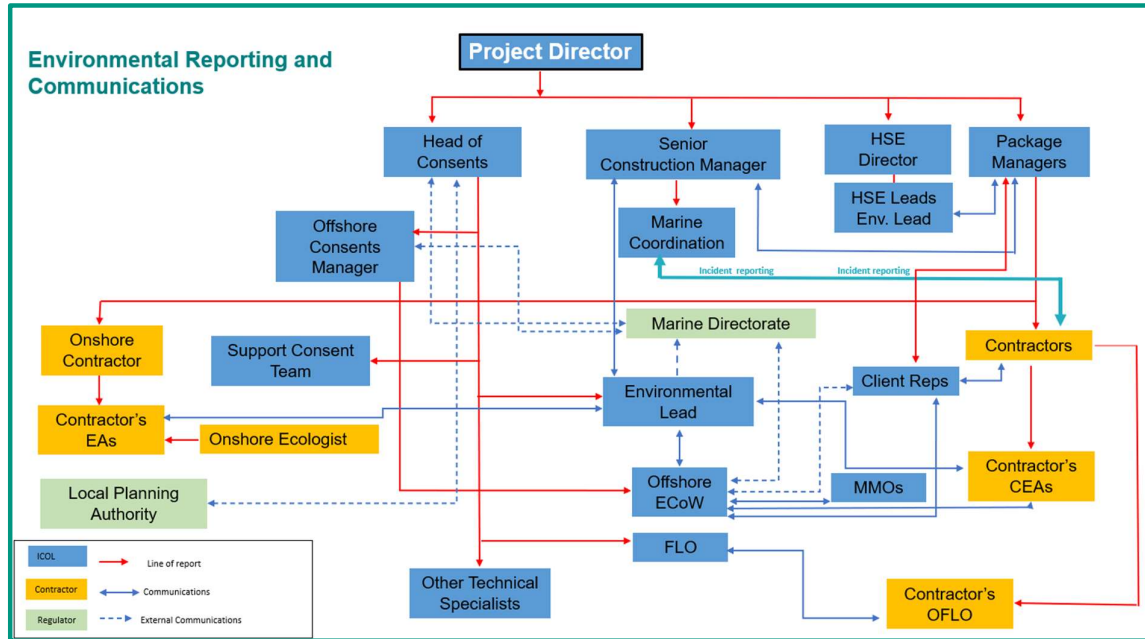 Environmental Reporting and
Communications
Project Director
Head of
Consents
Senior
Construction Manager
HSE
Director
Package
Managers
HSE Leads
Env. Lead
Offshore
Consents
Manager
Marine
Coordination
Incident reporting
Incident reporting
Onshore
Contractor
Support Consent
Team
Marine Directorate
Contractors
Client Reps
Environmental
Lead
Contractor's
EAs
Onshore Ecologist
Contractor's
CEAs
Local Planning
Authority
Offshore
ECoW
MMOs
FLO
Other Technical
Specialists
Contractor's
OFLO
ICOL
Line of report
Contractor
Communications
Regulator
External Communications